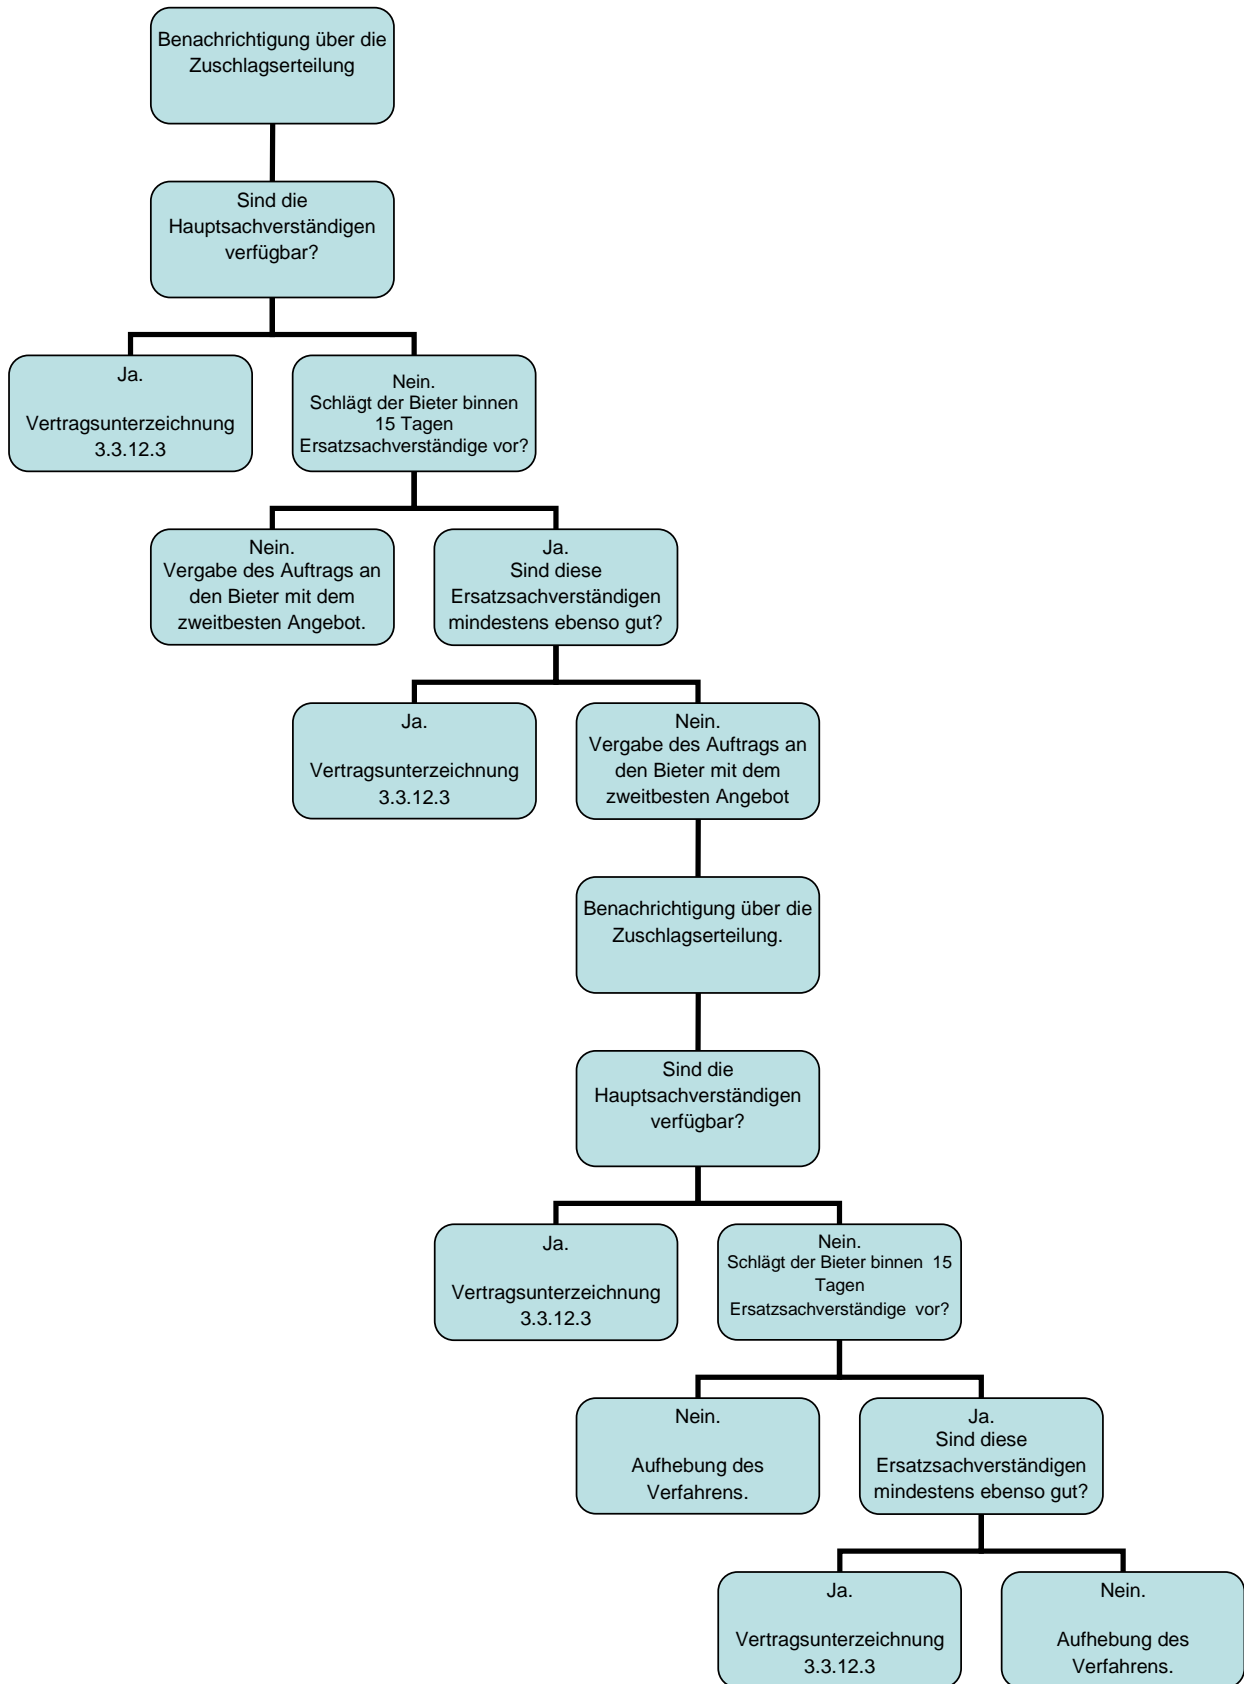 Benachrichtigung über die
Zuschlagserteilung
Sind die
Hauptsachverständigen
verfügbar?
Ja.
Vertragsunterzeichnung
3.3.12.3
Nein.
Schlägt der Bieter binnen
15 Tagen
Ersatzsachverständige vor?
Nein.
Vergabe des Auftrags an
den Bieter mit dem
zweitbesten Angebot.
Ja.
Sind diese
Ersatzsachverständigen
mindestens ebenso gut?
Ja.
Vertragsunterzeichnung
3.3.12.3
Nein.
Vergabe des Auftrags an
den Bieter mit dem
zweitbesten Angebot
Benachrichtigung über die
Zuschlagserteilung.
Sind die
Hauptsachverständigen
verfügbar?
Ja.
Vertragsunterzeichnung
3.3.12.3
Nein.
Schlägt der Bieter binnen 15
Tagen
Ersatzsachverständige vor?
Nein.
Aufhebung des
Verfahrens.
Ja.
Sind diese
Ersatzsachverständigen
mindestens ebenso gut?
Ja.
Vertragsunterzeichnung
3.3.12.3
Nein.
Aufhebung des
Verfahrens.